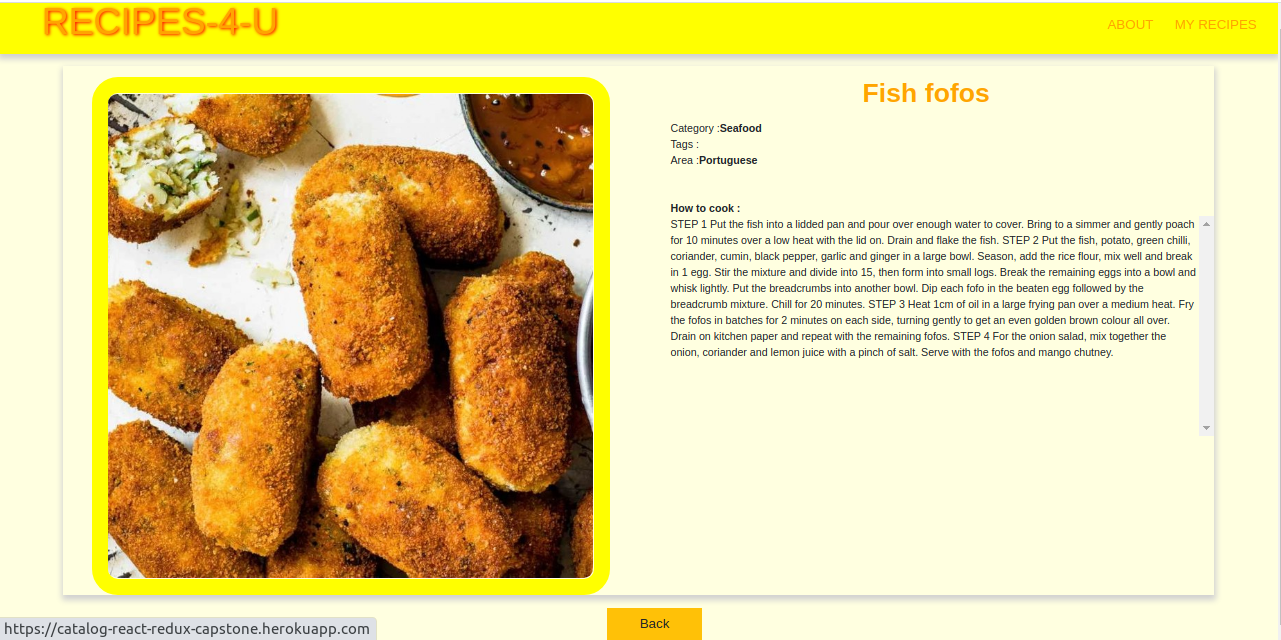 RECIPES-4-U
ABOUT MY RECIPES
Fish fofos
Category :Seafood
Tags :
Area :Portuguese
How to cook :
STEP 1 Put the fish into a lidded pan and pour over enough water to cover. Bring to a simmer and gently poach
for 10 minutes over a low heat with the lid on. Drain and flake the fish. STEP 2 Put the fish, potato, green chilli,
coriander, cumin, black pepper, garlic and ginger in a large bowl. Season, add the rice flour, mix well and break
in 1 egg. Stir the mixture and divide into 15, then form into small logs. Break the remaining eggs into a bowl and
whisk lightly. Put the breadcrumbs into another bowl. Dip each fofo in the beaten egg followed by the
breadcrumb mixture. Chill for 20 minutes. STEP 3 Heat 1cm of oil in a large frying pan over a medium heat. Fry
the fofos in batches for 2 minutes on each side, turning gently to get an even golden brown colour all over.
Drain on kitchen paper and repeat with the remaining fofos. STEP 4 For the onion salad, mix together the
onion, coriander and lemon juice with a pinch of salt. Serve with the fofos and mango chutney.
Back
https://catalog-react-redux-capstone.herokuapp.com